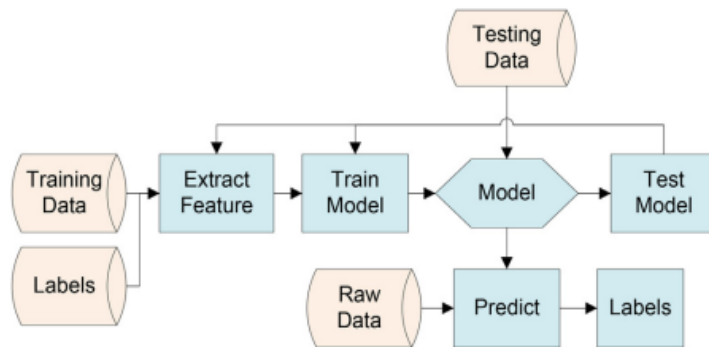 Testing
Data
Training
Data
Extract
Feature
Train
Model
Model
Test
Model
Labels
Raw
Data
Predict
Labels